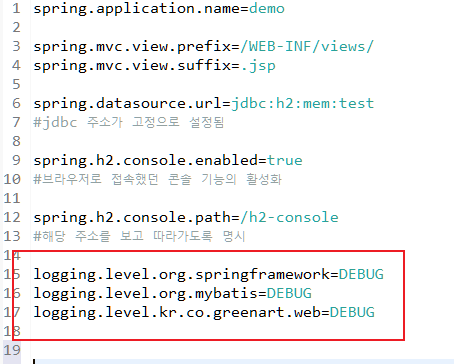 1 spring.application.name=demo
2
3 spring.mvc.view.prefix=/WEB-INF/views/
4 spring.mvc.view.suffix=.jsp
5
6 spring.datasource.url=jdbc:h2:mem:test
7 #jdbc 주소가 고정으로 설정됨
8
9 spring.h2.console.enabled=true
10 #브라우저로 접속했던 콘솔 기능의 활성화
11
12 spring.h2.console.path=/h2-console
13 #해당 주소를 보고 따라가도록 명시
14
15 logging.level.org.springframework=DEBUG
16 logging.level.org.mybatis=DEBUG
17 logging.level.kr.co.greenart.web=DEBUG
18
19